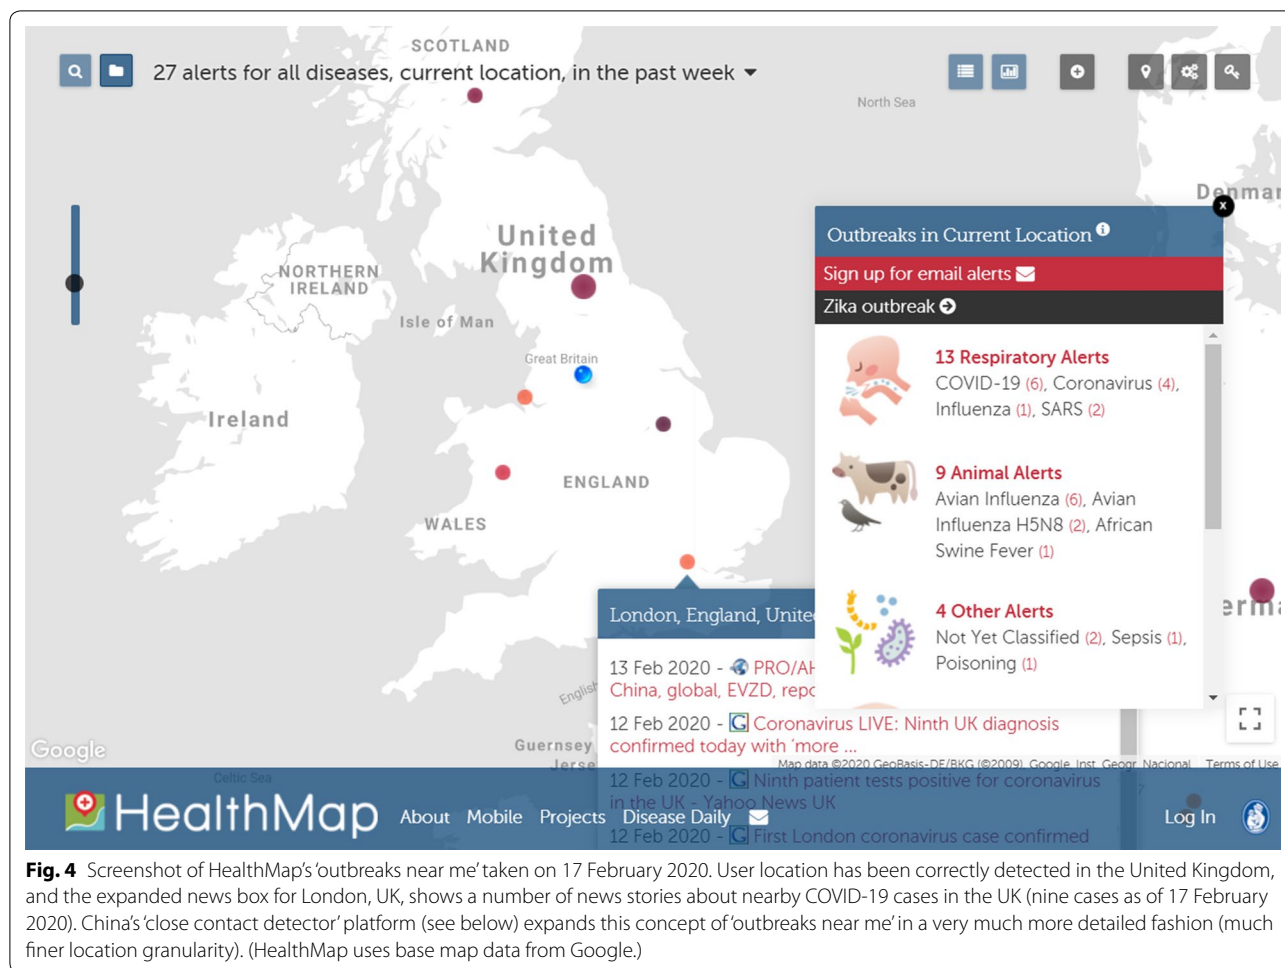 SCOTLAND
27 alerts for all diseases, current location, in the past week
North Sea
Denmar
United
Kingdom
NORTHERN
IRELAND
Isle of Man
Great Britain
Ireland
ENGLAND
WALES
Outbreaks in Current Location
Sign up for email alerts
Zika outbreak
13 Respiratory Alerts
COVID-19 (6), Coronavirus (4),
Influenza (1), SARS (2)
9 Animal Alerts
Avian Influenza (6), Avian
Influenza H5N8 (2), African
Swine Fever (1)
4 Other Alerts
Not Yet Classified (2), Sepsis (1),
Poisoning (1)
erma
London, England, Unite
13 Feb 2020 - PRO/AH
China, global, EVZD, repo
12 Feb 2020 - G Coronavirus LIVE: Ninth UK diagnosis
confirmed today with 'more ...
12 Feb 2020 - G Ninth patient tests positive for coronavirus
in the UK - Yahoo News UK
12 Feb 2020 - G First London coronavirus case confirmed
English
Guernsey
Jerse
Celtic Sea
Google
Map data ©2020 GeoBasis-DE/BKG (©2009), Google, Inst. Geogr. Nacional
Terms of Use
HealthMap
About Mobile Projects Disease Daily
Log In
Fig. 4 Screenshot of HealthMap's 'outbreaks near me' taken on 17 February 2020. User location has been correctly detected in the United Kingdom,
and the expanded news box for London, UK, shows a number of news stories about nearby COVID-19 cases in the UK (nine cases as of 17 February
2020). China's 'close contact detector' platform (see below) expands this concept of 'outbreaks near me' in a very much more detailed fashion (much
finer location granularity). (HealthMap uses base map data from Google.)